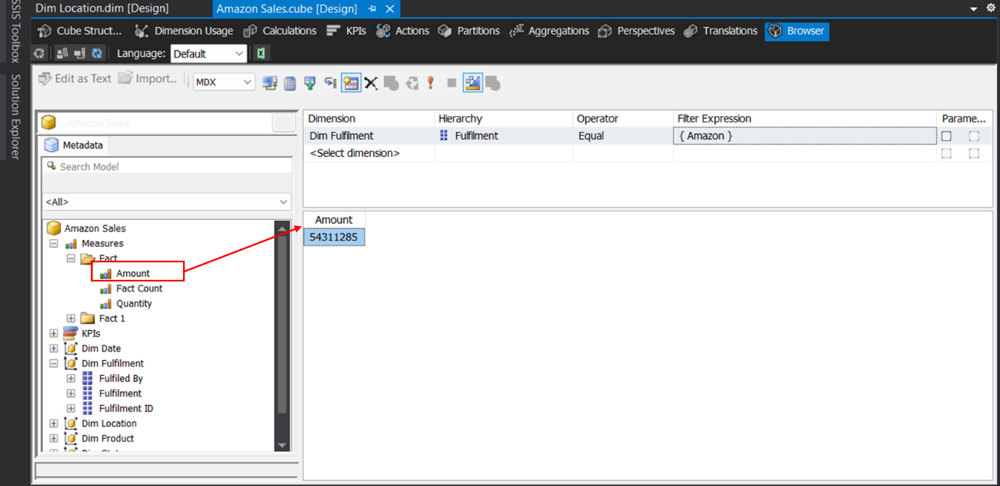 SSIS Toolbox
Solution Explorer
Dim Location.dim [Design]
Amazon Sales.cube [Design]
Cube Struct...
Dimension Usage
Calculations
KPIs
Actions
Partitions
Aggregations
Perspectives
Translations
Browser
Language:
Default
Edit as Text
Import...
MDX
Amazon Sales
Metadata
Search Model
<All>
Amazon Sales
Measures
Fact
Amount
Fact Count
Quantity
Fact 1
KPIs
Dim Date
Dim Fulfilment
Fulfiled By
Fulfilment
Fulfilment ID
Dim Location
Dim Product
Dimension Hierarchy Operator Filter Expression Parame...
Dim Fulfilment Fulfilment Equal { Amazon }
<Select dimension>
Amount
54311285